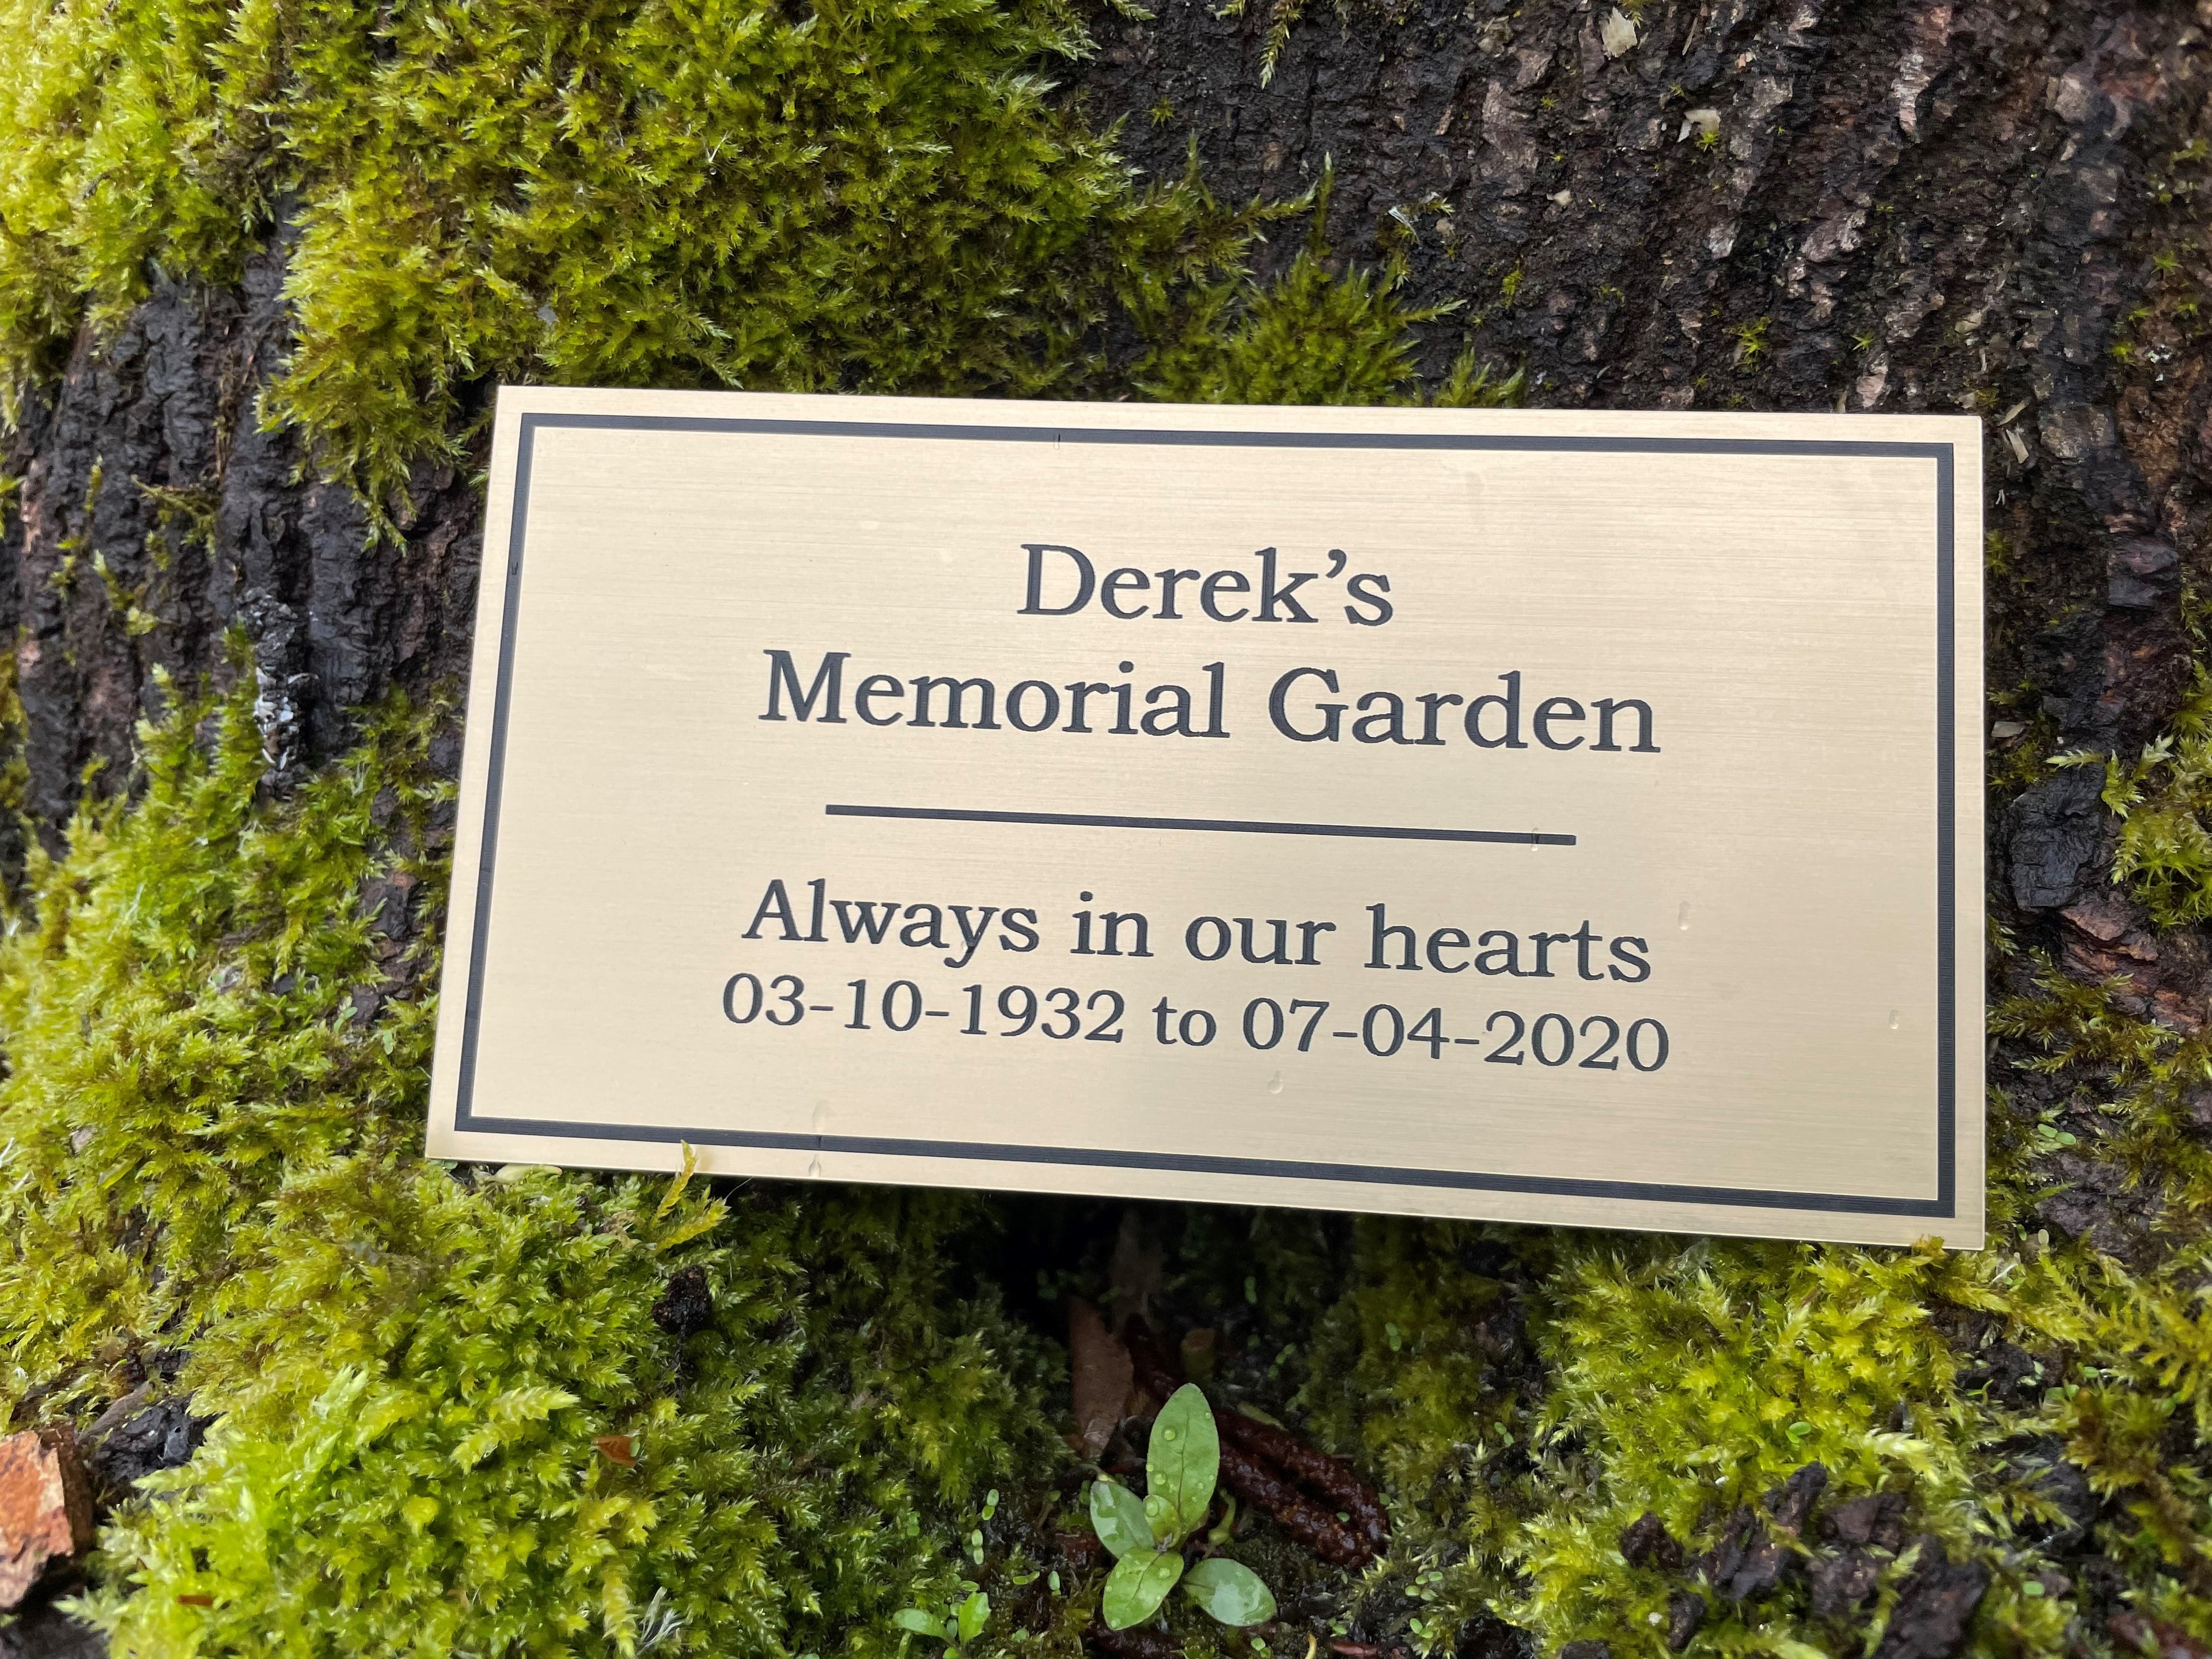 Derek’s
Memorial Garden
Always in our hearts
03-10-1932 to 07-04-2020